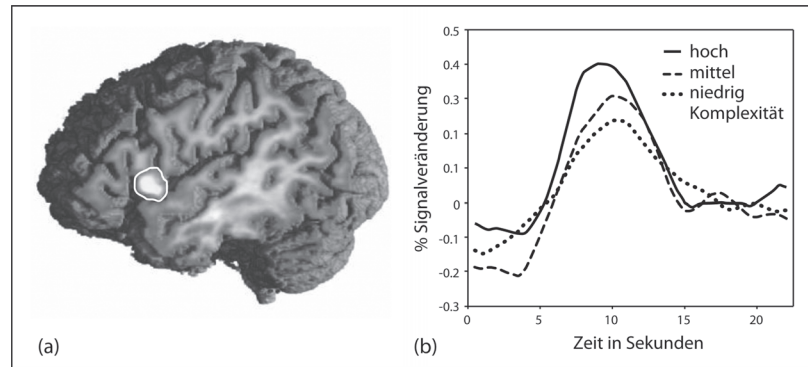 0.5
0.4
0.3
0.1
0.1
0
-0.1
-0.2
-0.3
% Signalveränderung
hoch
mittel
niedrig
Komplexität
0 5 10 15 20
Zeit in Sekunden
(a)
(b)